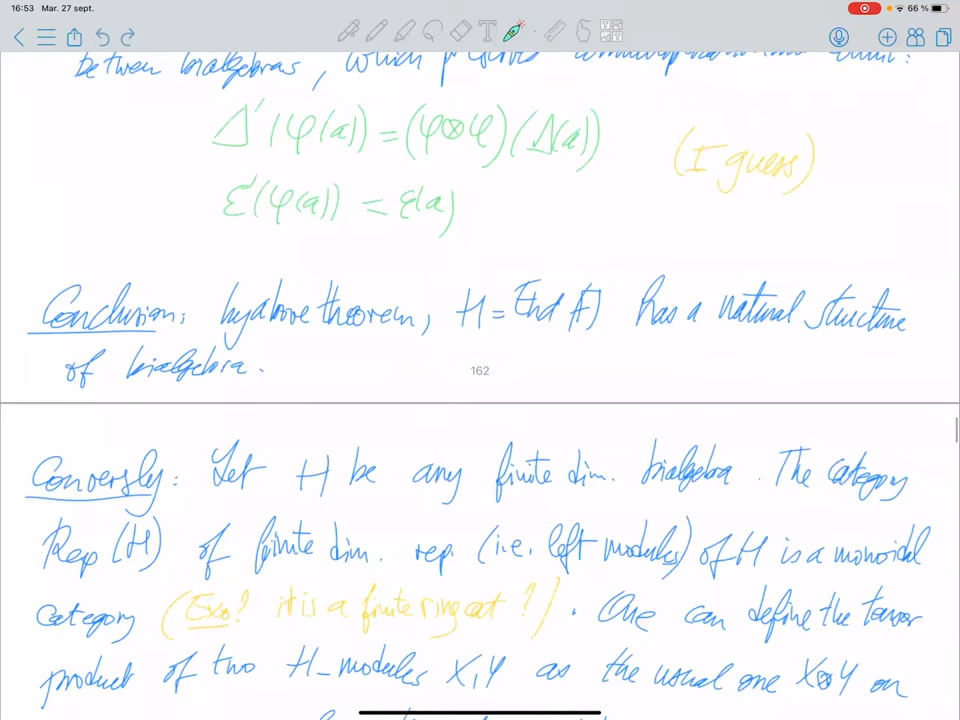 16:53 Mar. 27 sept. 66 %
between bialgebras, which preserves comultiplication and counit:
Δ'(φ(a)) = (φ⊗φ)(Δ(a))
(I guess)
ε'(φ(a)) = ε(a)
Conclusion: by above theorem, H = End F) has a natural structure
of bialgebra.
162
Conversly: Let H be any finite dim. bialgebra. The category
Rep(H) of finite dim. rep. (i.e. left modules) of H is a monoidal
category (Exo? it is a finite ring cat?). One can define the tensor
product of two H-modules X,Y as the usual one X⊗Y on